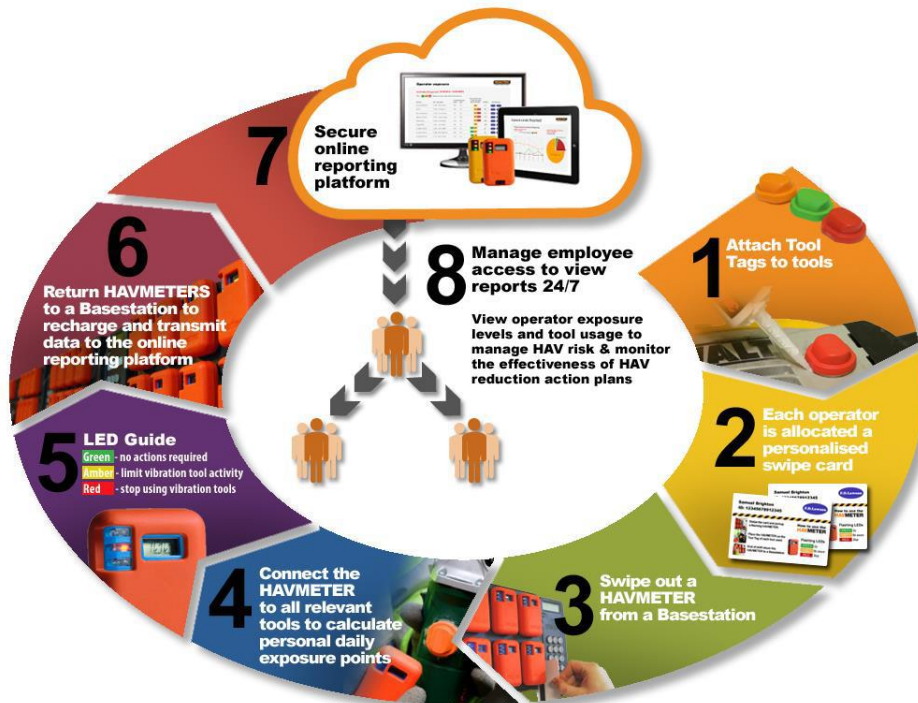 1
Attach Tool
Tags to tools
2
Each operator
is allocated a
personalised
swipe card
Samuel Brighton
3
Swipe out a
HAVMETER
from a Basestation
4
Connect the
HAVMETER
to all relevant
tools to calculate
personal daily
exposure points
5
LED Guide
Green - no actions required
Amber - limit vibration tool activity
Red - stop using vibration tools
6
Return HAVMETERS
to a Basestation to
recharge and transmit
data to the online
reporting platform
7
Secure
online
reporting
platform
8
Manage employee
access to view
reports 24/7
View operator exposure
levels and tool usage to
manage HAV risk & monitor
the effectiveness of HAV
reduction action plans